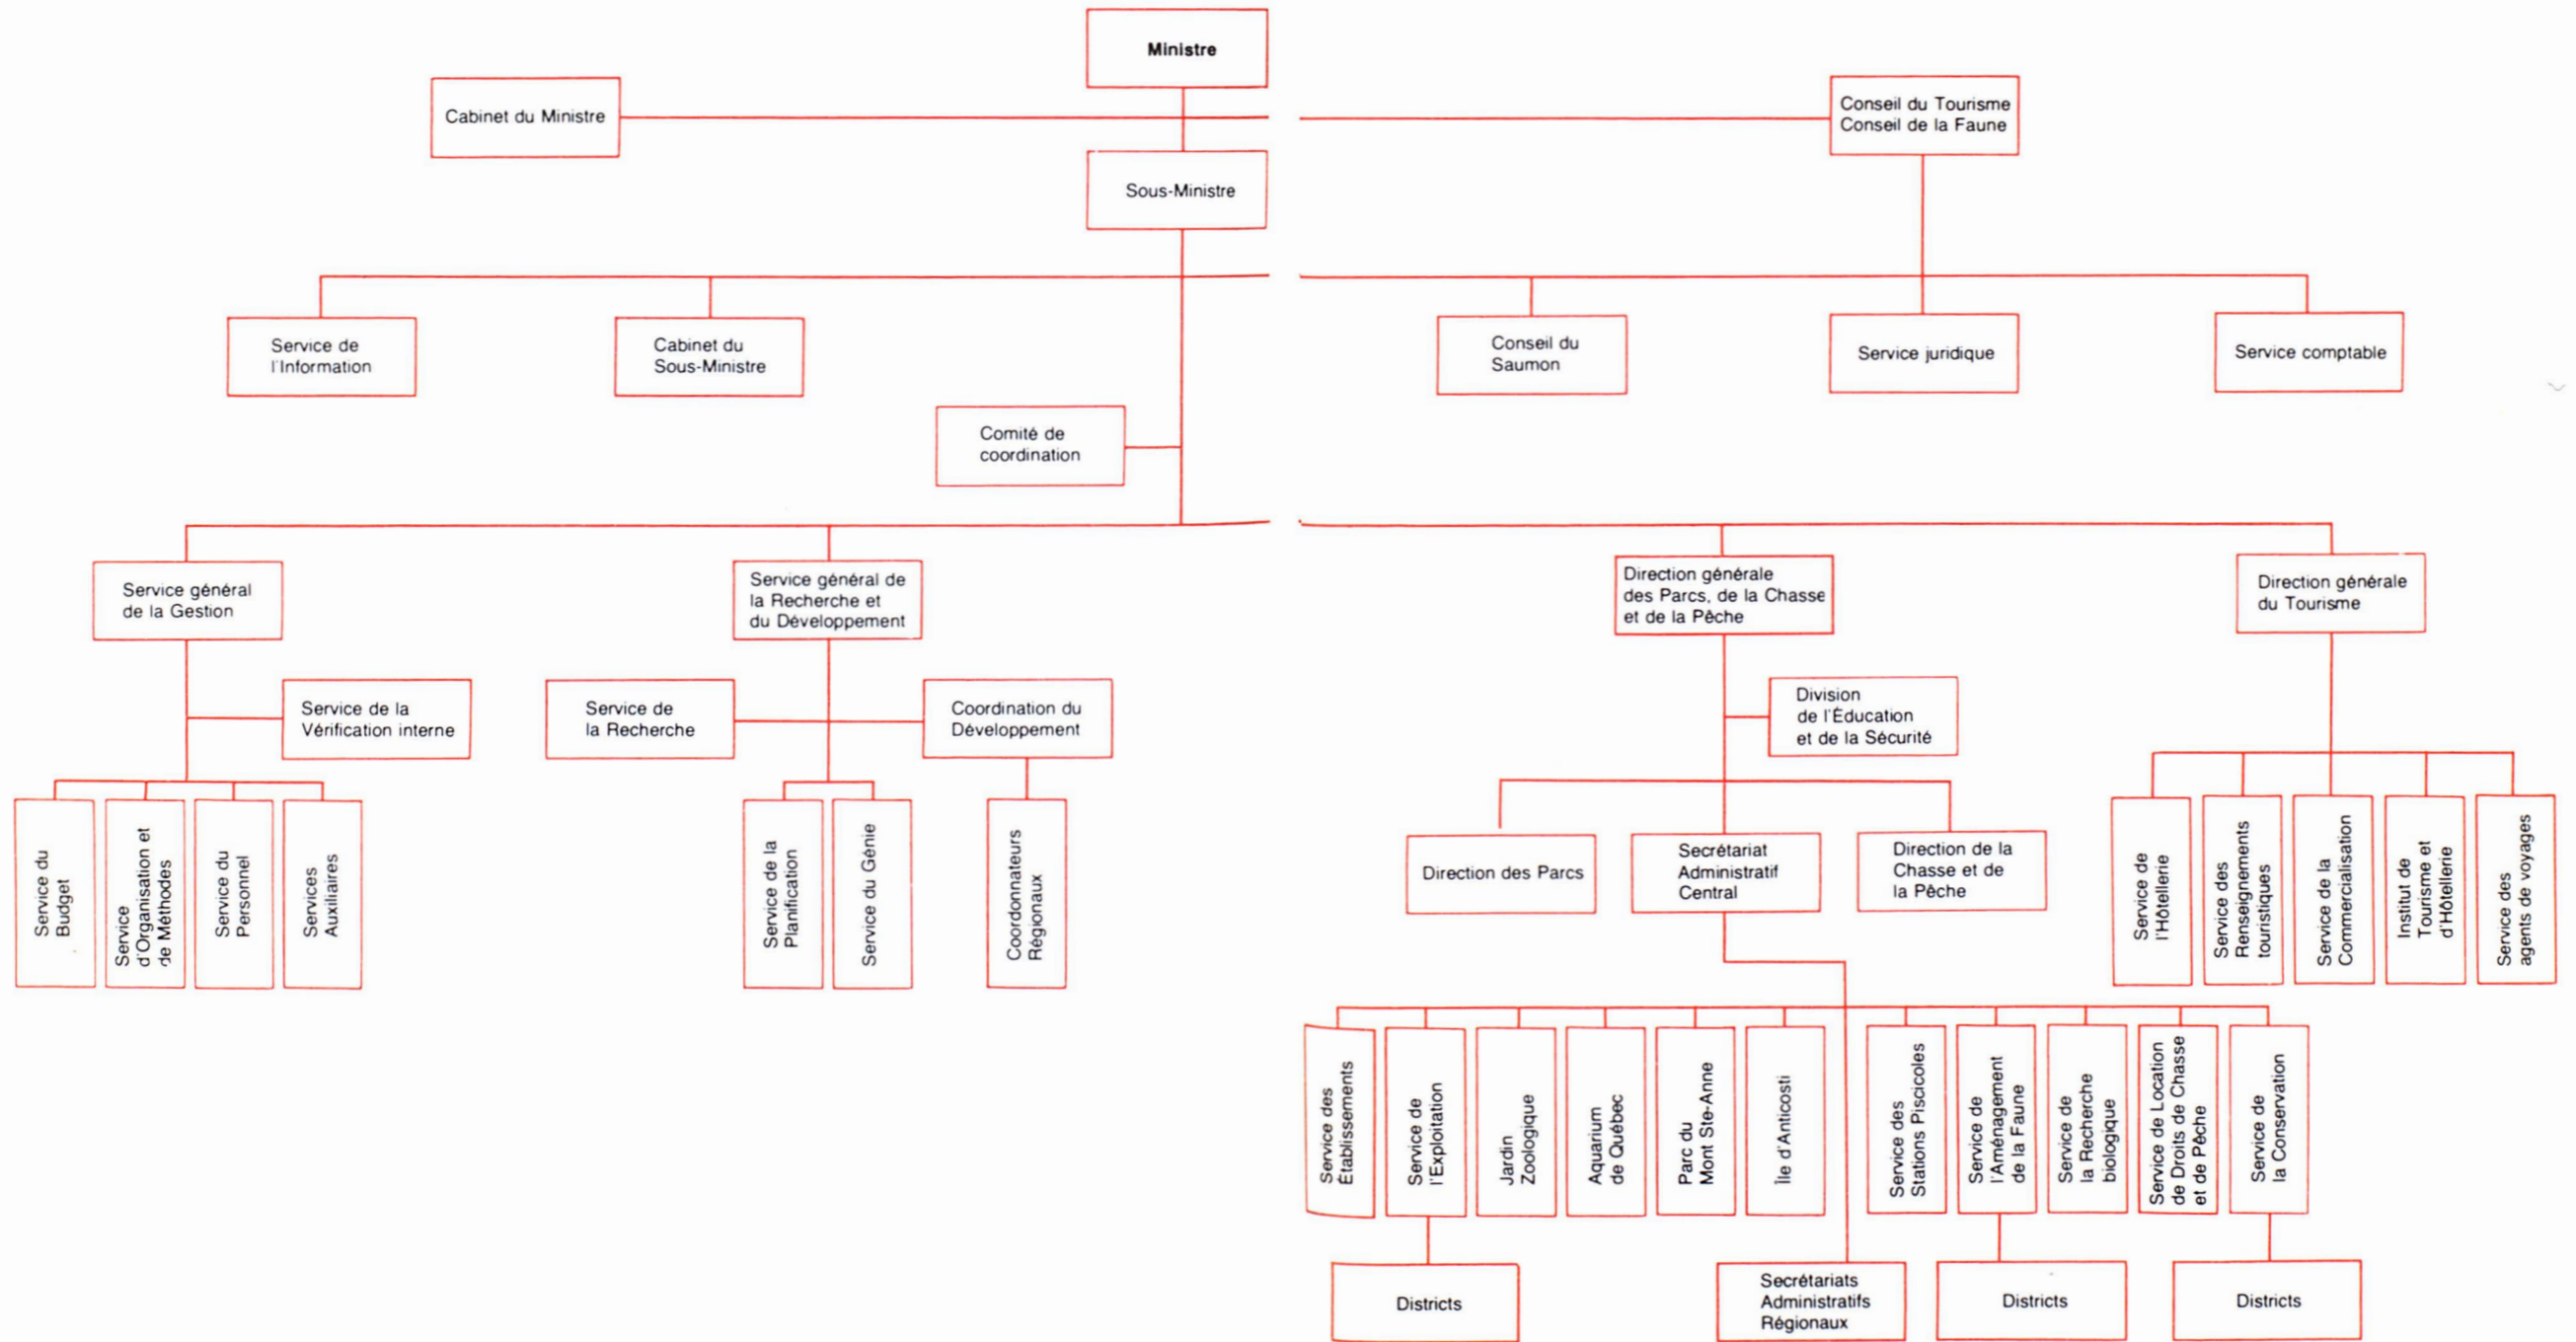 Ministre
Cabinet du Ministre
Conseil du Tourisme
Conseil de la Faune
Sous-Ministre
Service de
l'Information
Cabinet du
Sous-Ministre
Conseil du
Saumon
Service juridique
Service comptable
Comité de
coordination
Service général
de la Gestion
Service général de
la Recherche et
du Développement
Direction générale
des Parcs, de la Chasse
et de la Pêche
Direction générale
du Tourisme
Service de la
Vérification interne
Service de
la Recherche
Coordination du
Développement
Division
de l'Éducation
et de la Sécurité
Service du
Budget
Service
d'Organisation et
de Méthodes
Service du
Personnel
Services
Auxiliaires
Service de la
Planification
Service du Génie
Coordonnateurs
Régionaux
Direction des Parcs
Secrétariat
Administratif
Central
Direction de la
Chasse et de
la Pêche
Service de
l'Hôtellerie
Service des
Renseignements
touristiques
Service de la
Commercialisation
Institut de
Tourisme et
d'Hôtellerie
Service des
agents de voyages
Service des
Établissements
Service de
l'Exploitation
Jardin
Zoologique
Aquarium
de Québec
Parc du
Mont Ste-Anne
Île d'Anticosti
Service des
Stations Piscicoles
Service de
l'Aménagement
de la Faune
Service de
la Recherche
biologique
Service de Location
de Droits de Chasse
et de Pêche
Service de
la Conservation
Districts
Secrétariats
Administratifs
Régionaux
Districts
Districts